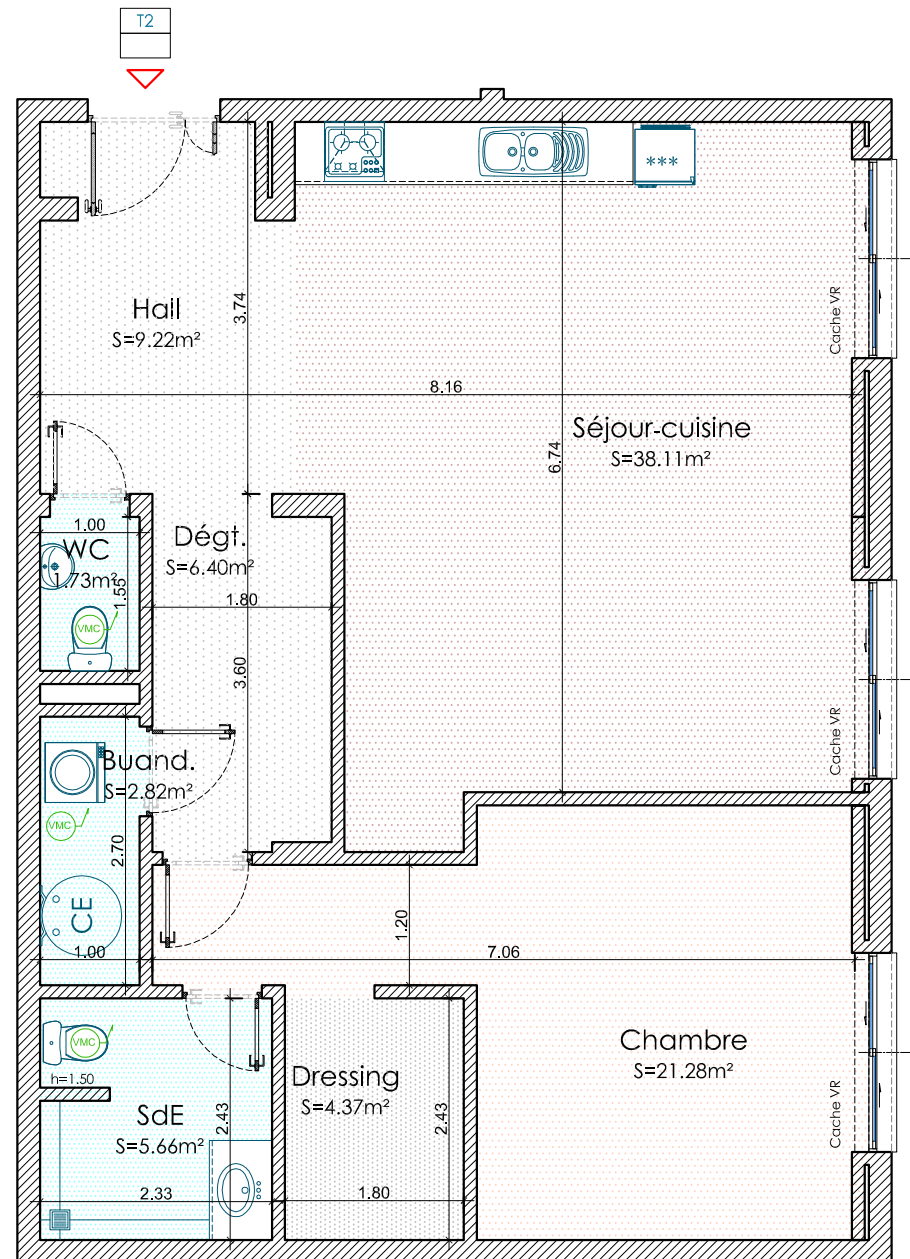 T2
***
Hall
S=9.22m²
3.74
Cache VR
8.16
Séjour-cuisine
S=38.11m²
6.74
1.00
WC
1.73m²
1.55
VMC
Dégt.
S=6.40m²
1.80
3.60
Cache VR
Buand.
S=2.82m²
VMC
2.70
CE
1.00
1.20
7.06
VMC
h=1.50
SdE
S=5.66m²
2.43
2.33
Dressing
S=4.37m²
2.43
1.80
Chambre
S=21.28m²
Cache VR